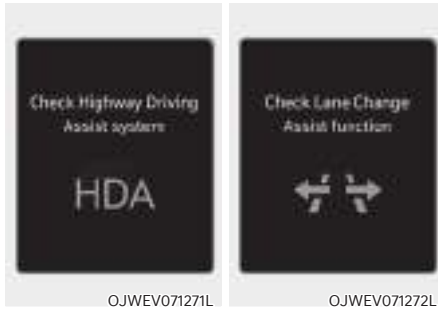 Check Highway Driving
Assist system
HDA
OJWEV071271L
Check Lane Change
Assist function
OJWEV071272L